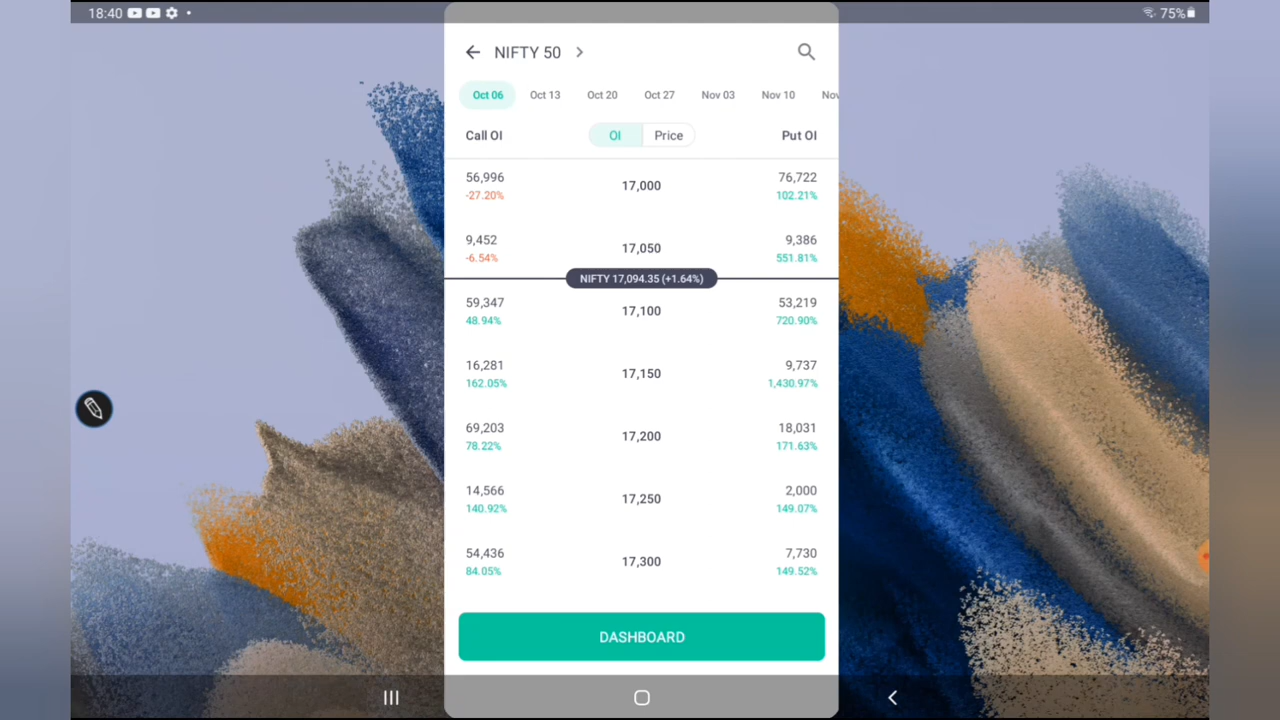 18:40
75%
NIFTY 50
Oct 06 Oct 13 Oct 20 Oct 27 Nov 03 Nov 10 Nov
Call OI OI Price Put OI
56,996 17,000 76,722
-27.20% 102.21%
9,452 17,050 9,386
-6.54% 551.81%
NIFTY 17,094.35 (+1.64%)
59,347 17,100 53,219
48.94% 720.90%
16,281 17,150 9,737
162.05% 1,430.97%
69,203 17,200 18,031
78.22% 171.63%
14,566 17,250 2,000
140.92% 149.07%
54,436 17,300 7,730
84.05% 149.52%
DASHBOARD